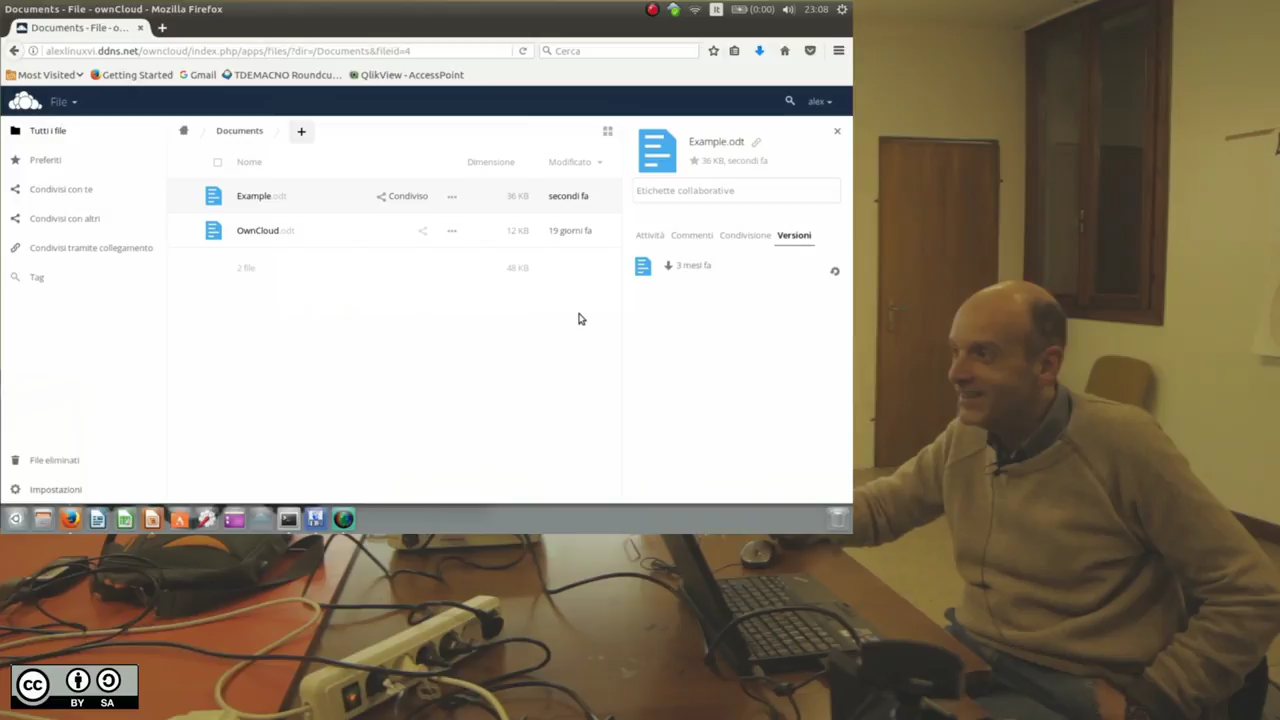 Documents - File - ownCloud - Mozilla Firefox
it
(0:00)
23:08
Documents - File - o...
alexlinuxvi.ddns.net/owncloud/index.php/apps/files/?dir=/Documents&fileid=4
Cerca
Most Visited
Getting Started
Gmail
TDEMACNO Roundcu...
QlikView - AccessPoint
File
alex
Tutti i file
Preferiti
Condivisi con te
Condivisi con altri
Condivisi tramite collegamento
Tag
File eliminati
Impostazioni
Documents
+
Nome
Dimensione
Modificato
Example.odt
Condiviso
36 KB
secondi fa
OwnCloud.odt
12 KB
19 giorni fa
2 file
48 KB
Example.odt
36 KB, secondi fa
Etichette collaborative
Attività
Commenti
Condivisione
Versioni
3 mesi fa
CC
BY SA